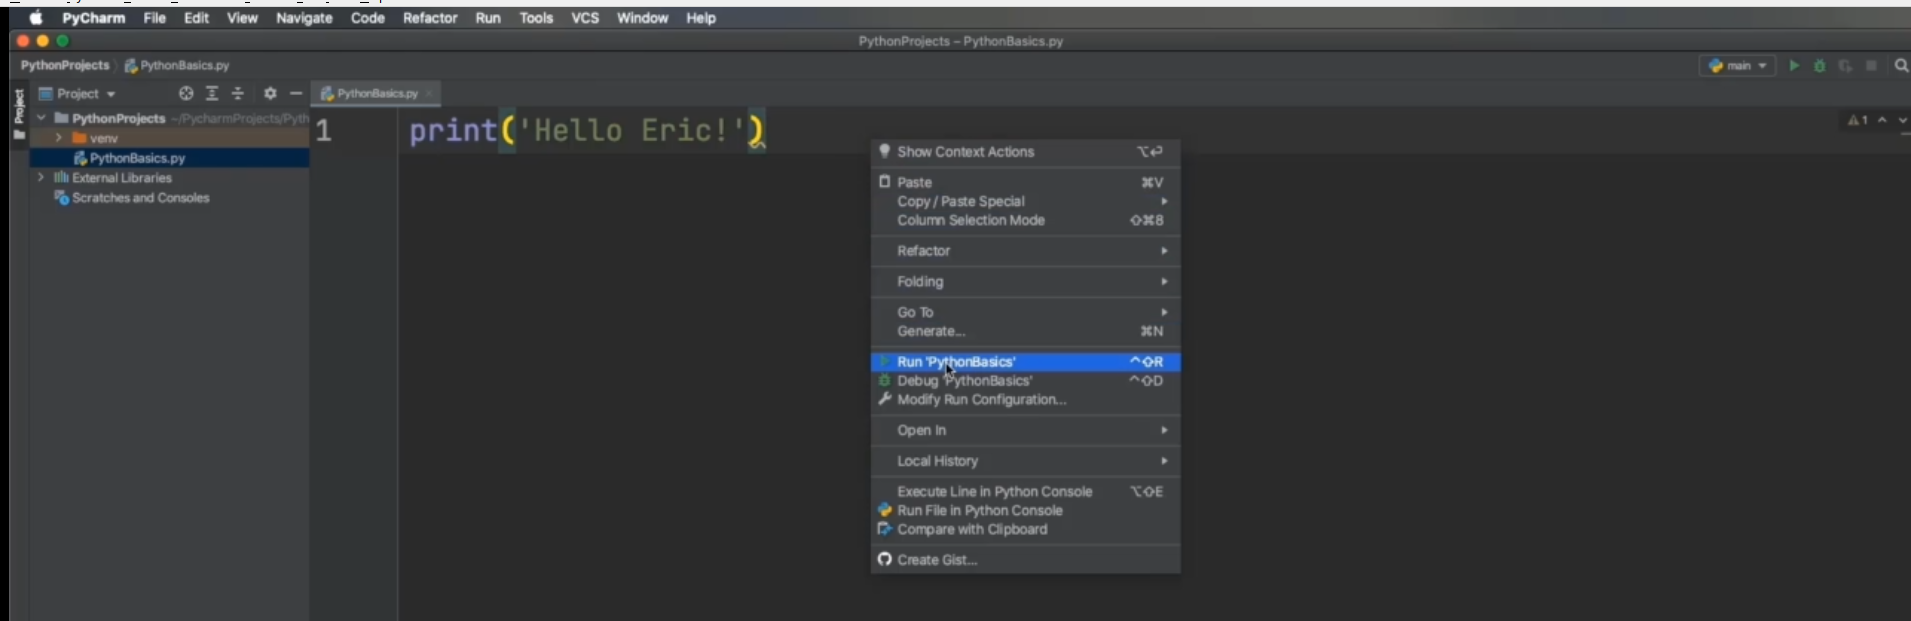 PyCharm File Edit View Navigate Code Refactor Run Tools VCS Window Help
PythonProjects – PythonBasics.py
PythonProjects PythonBasics.py main
Project
Project
PythonBasics.py
PythonProjects ~/PycharmProjects/Pyth
venv
PythonBasics.py
External Libraries
Scratches and Consoles
1 print('Hello Eric!')
1
Show Context Actions ⌥⏎
Paste ⌘V
Copy / Paste Special
Column Selection Mode ⇧⌘8
Refactor
Folding
Go To
Generate... ⌘N
Run 'PythonBasics' ^⇧R
Debug 'PythonBasics' ^⇧D
Modify Run Configuration...
Open In
Local History
Execute Line in Python Console ⌥⇧E
Run File in Python Console
Compare with Clipboard
Create Gist...